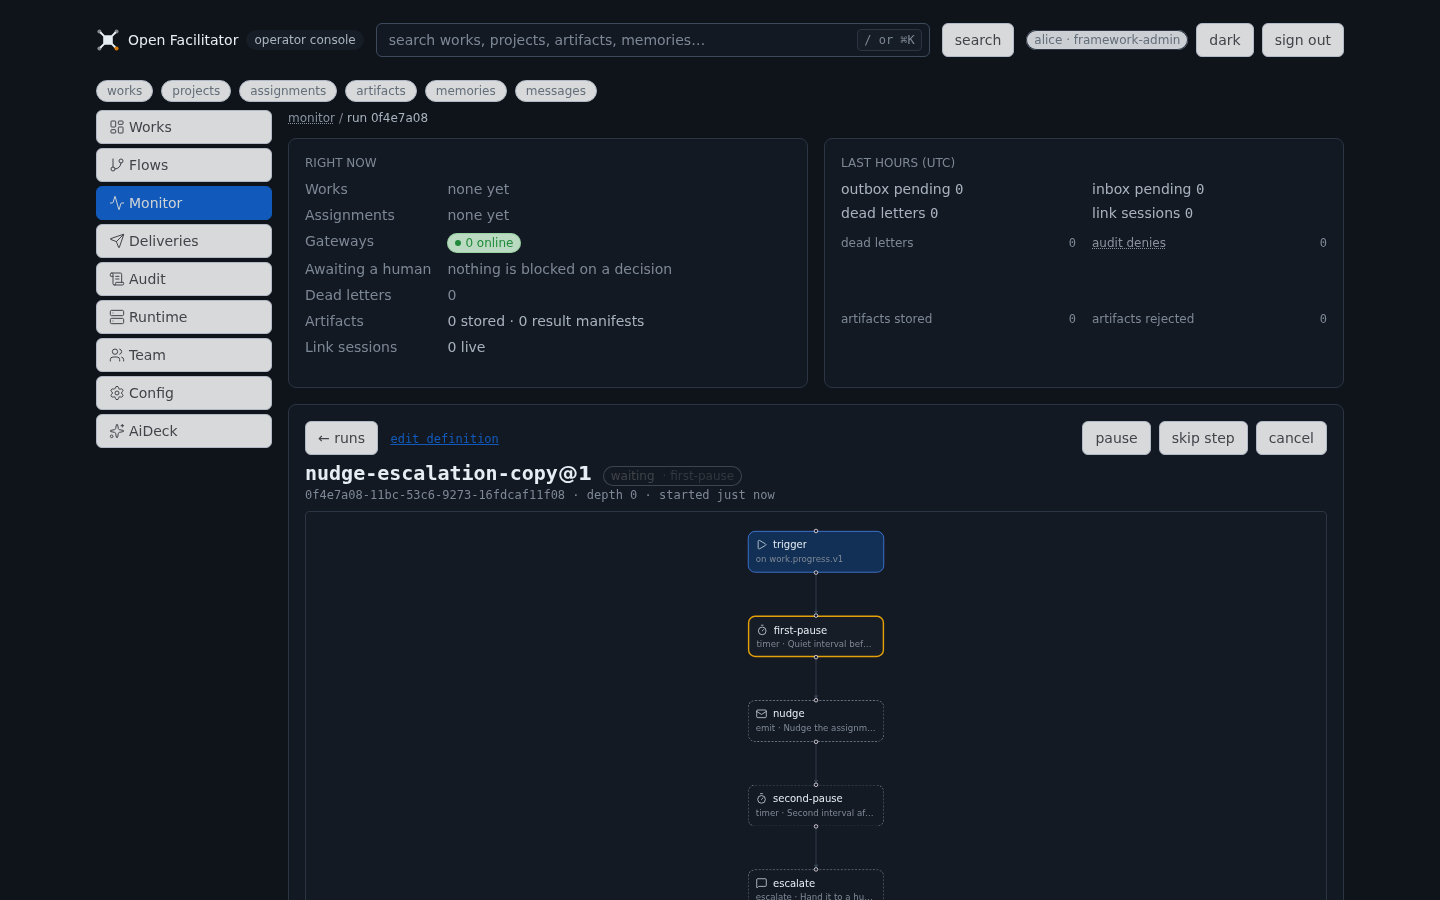 Open Facilitator operator console search works, projects, artifacts, memories... / or ⌘K search alice · framework-admin dark sign out
works projects assignments artifacts memories messages
Works
Flows
Monitor
Deliveries
Audit
Runtime
Team
Config
AiDeck
monitor / run 0f4e7a08
RIGHT NOW
Works none yet
Assignments none yet
Gateways 0 online
Awaiting a human nothing is blocked on a decision
Dead letters 0
Artifacts 0 stored · 0 result manifests
Link sessions 0 live
LAST HOURS (UTC)
outbox pending 0 inbox pending 0
dead letters 0 link sessions 0
dead letters 0 audit denies 0
artifacts stored 0 artifacts rejected 0
← runs edit definition pause skip step cancel
nudge-escalation-copy@1 waiting · first-pause
0f4e7a08-11bc-53c6-9273-16fdcaf11f08 · depth 0 · started just now
trigger
on work.progress.v1
first-pause
timer · Quiet interval bef…
nudge
emit · Nudge the assignm…
second-pause
timer · Second interval af…
escalate
escalate · Hand it to a hu…